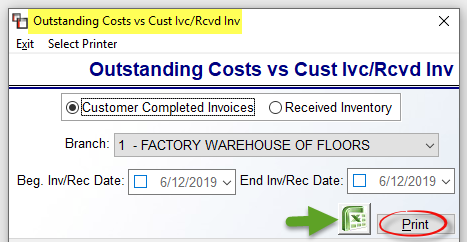 Outstanding Costs vs Cust Ivc/Rcvd Inv
Exit Select Printer
Outstanding Costs vs Cust Ivc/Rcvd Inv
Customer Completed Invoices Received Inventory
Branch: 1 - FACTORY WAREHOUSE OF FLOORS
Beg. Inv/Rec Date: 6/12/2019 End Inv/Rec Date: 6/12/2019
Print